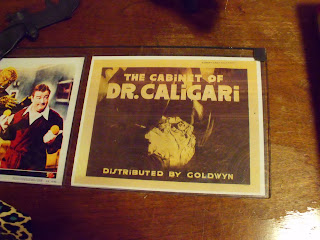 THE CABINET OF
DR. CALiGARi
DISTRIBUTED BY GOLDWYN